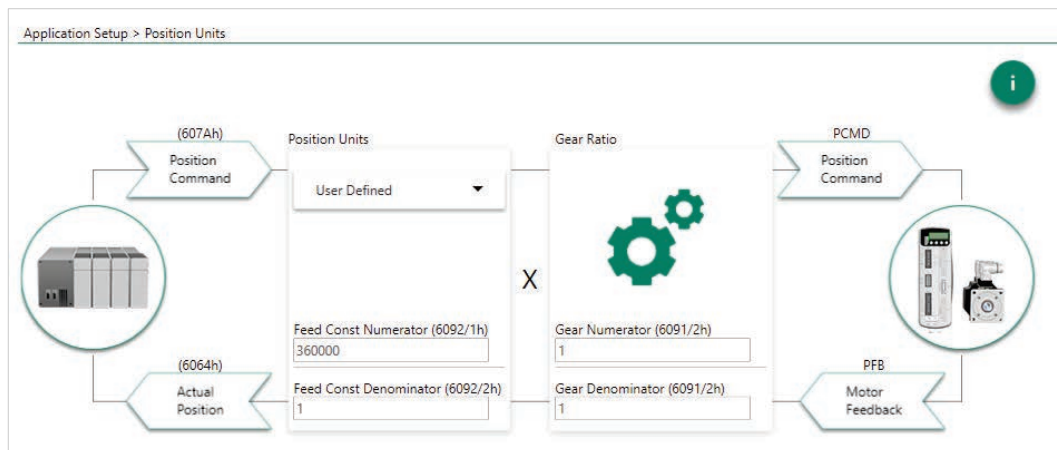 Application Setup > Position Units
i
(607Ah)
Position
Command
Position Units
User Defined
Gear Ratio
PCMD
Position
Command
X
Feed Const Numerator (6092/1h)
360000
Gear Numerator (6091/2h)
1
(6064h)
Actual
Position
Feed Const Denominator (6092/2h)
1
Gear Denominator (6091/2h)
1
PFB
Motor
Feedback